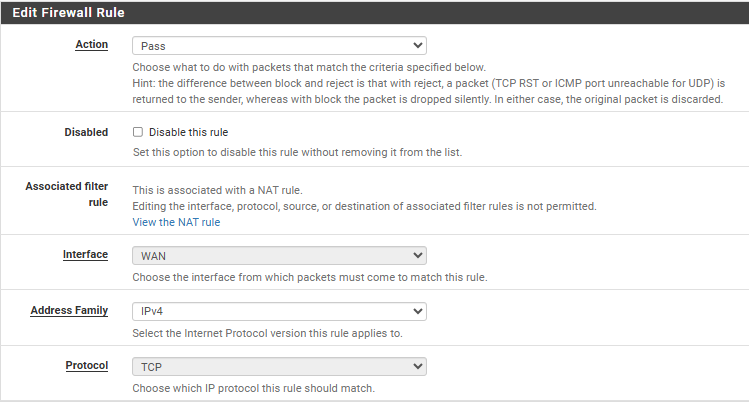 Edit Firewall Rule
Action
Pass
Choose what to do with packets that match the criteria specified below.
Hint: the difference between block and reject is that with reject, a packet (TCP RST or ICMP port unreachable for UDP) is
returned to the sender, whereas with block the packet is dropped silently. In either case, the original packet is discarded.
Disabled
Disable this rule
Set this option to disable this rule without removing it from the list.
Associated filter
rule
This is associated with a NAT rule.
Editing the interface, protocol, source, or destination of associated filter rules is not permitted.
View the NAT rule
Interface
WAN
Choose the interface from which packets must come to match this rule.
Address Family
IPv4
Select the Internet Protocol version this rule applies to.
Protocol
TCP
Choose which IP protocol this rule should match.